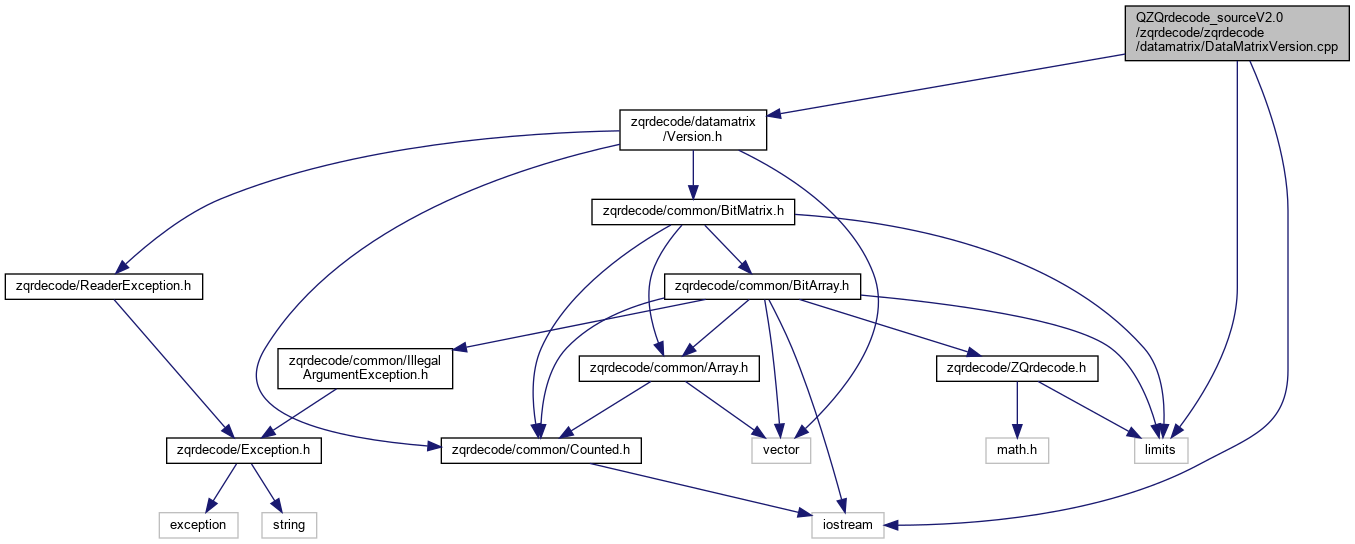 QZQrdecode_sourceV2.0
/zqrdecode/zqrdecode
/datamatrix/DataMatrixVersion.cpp
zqrdecode/datamatrix
/Version.h
zqrdecode/common/BitMatrix.h
zqrdecode/ReaderException.h
zqrdecode/common/BitArray.h
zqrdecode/common/Illegal
ArgumentException.h
zqrdecode/common/Array.h
zqrdecode/ZQrdecode.h
zqrdecode/Exception.h
zqrdecode/common/Counted.h
vector
math.h
limits
exception
string
iostream